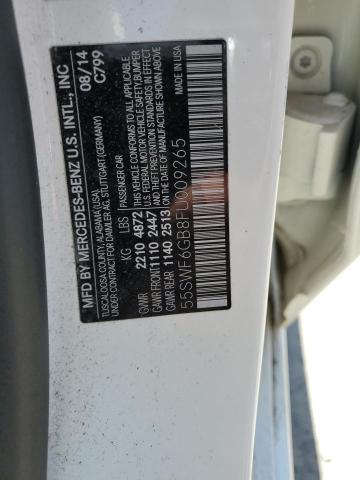 MFD BY MERCEDES-BENZ U.S. INTL., INC
TUSCALOOSA COUNTY, ALABAMA (USA) 08/14
UNDER CONTRACT FOR DAIMLER AG, STUTTGART (GERMANY) C799
PASSENGER CAR
KG LBS
GVWR 2210 4872
GAWR FRONT 1110 2447
GAWR REAR 1140 2513
THIS VEHICLE CONFORMS TO ALL APPLICABLE
FEDERAL MOTOR VEHICLE SAFETY BUMPER
AND THEFT PREVENTION STANDARDS IN EFFECT
ON THE DATE OF MANUFACTURE SHOWN ABOVE
55SWF6GB8FU009265